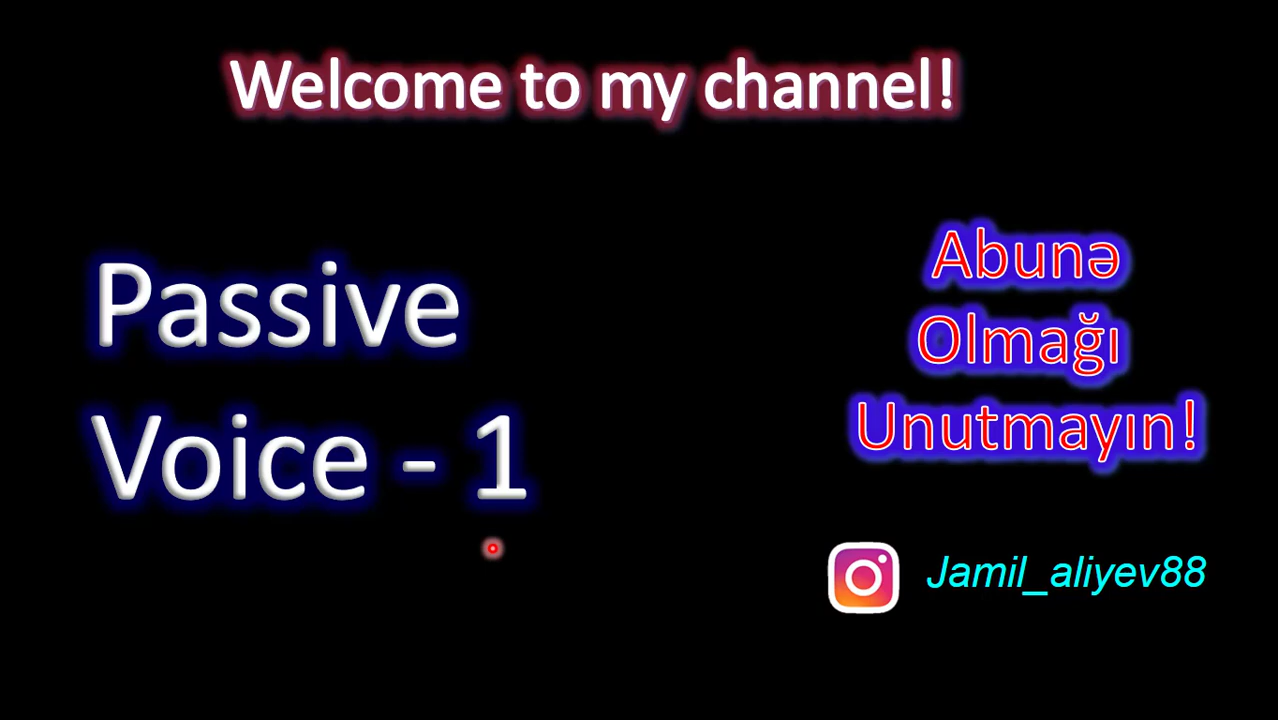 Welcome to my channel!
Passive
Voice - 1
Abunə
Olmağı
Unutmayın!
Jamil_aliyev88